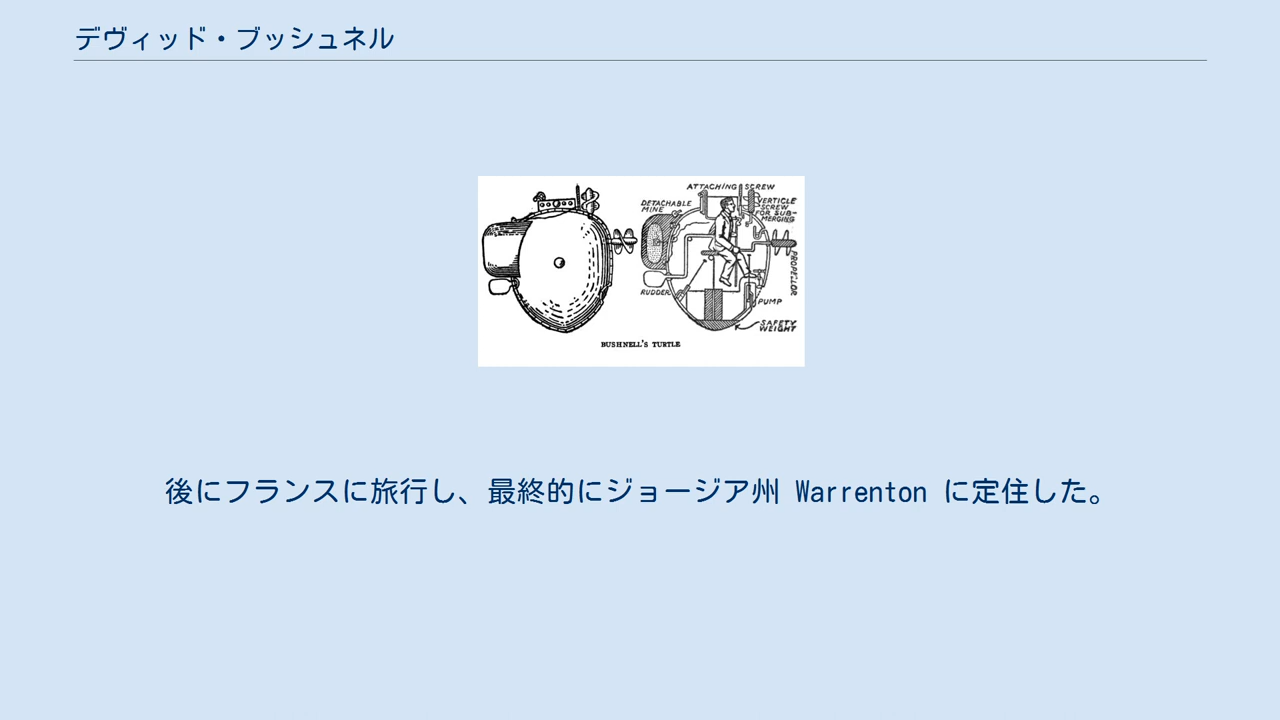 デヴィッド・ブッシュネル
ATTACHING SCREW
DETACHABLE
MINE
VERTICLE
SCREW
FOR SUB-
MERGING
PROPELLOR
RUDDER
PUMP
SAFETY
WEIGHT
BUSHNELL'S TURTLE
後にフランスに旅行し、最終的にジョージア州 Warrenton に定住した。